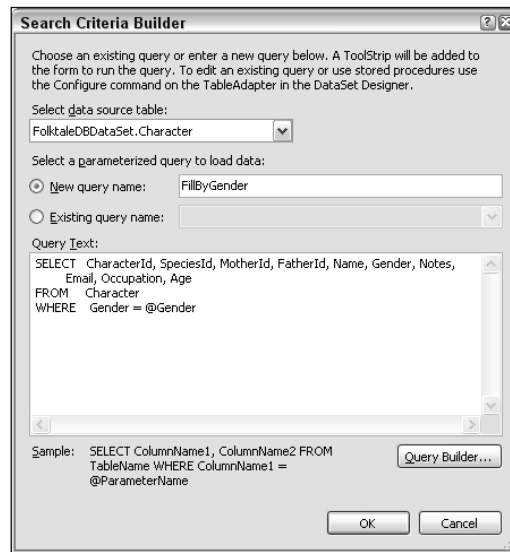 Search Criteria Builder
Choose an existing query or enter a new query below. A ToolStrip will be added to
the form to run the query. To edit an existing query or use stored procedures use
the Configure command on the TableAdapter in the DataSet Designer.
Select data source table:
FolktaleDBDataSet.Character
Select a parameterized query to load data:
New query name: FillByGender
Existing query name:
Query Text:
SELECT CharacterId, SpeciesId, MotherId, FatherId, Name, Gender, Notes,
Email, Occupation, Age
FROM Character
WHERE Gender = @Gender
Sample: SELECT ColumnName1, ColumnName2 FROM
TableName WHERE ColumnName1 =
@ParameterName
Query Builder...
OK Cancel